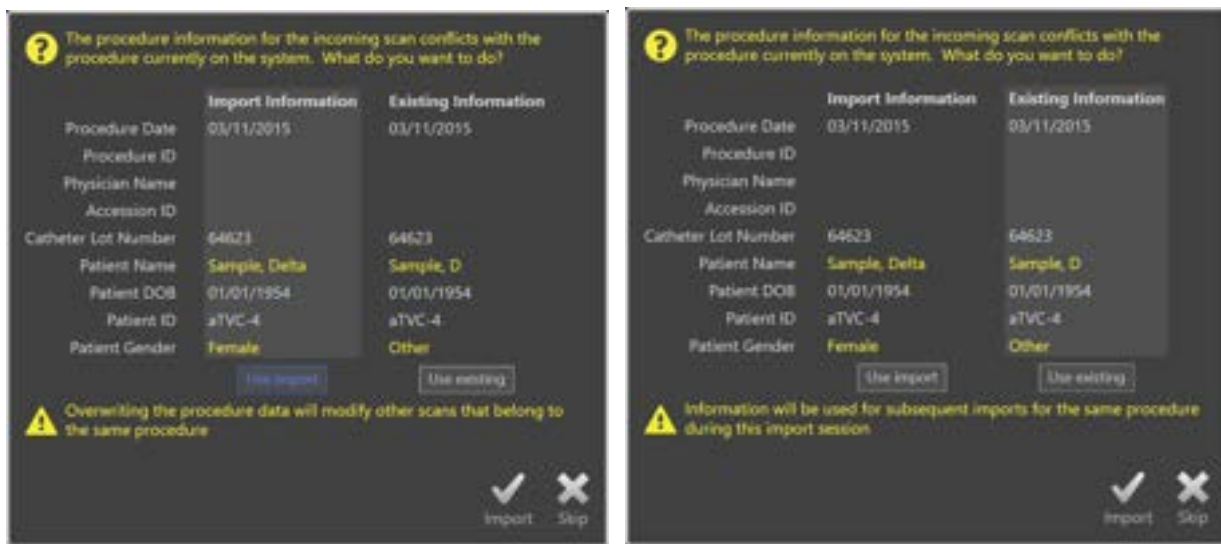 The procedure information for the incoming scan conflicts with the
procedure currently on the system. What do you want to do?
Import Information Existing Information
Procedure Date 03/11/2015 03/11/2015
Procedure ID
Physician Name
Accession ID
Catheter Lot Number 64623 64623
Patient Name Sample, Delta Sample, D
Patient DOB 01/01/1954 01/01/1954
Patient ID aTVC-4 aTVC-4
Patient Gender Female Other
Use import Use existing
Overwriting the procedure data will modify other scans that belong to
the same procedure
Import Skip
The procedure information for the incoming scan conflicts with the
procedure currently on the system. What do you want to do?
Import Information Existing Information
Procedure Date 03/11/2015 03/11/2015
Procedure ID
Physician Name
Accession ID
Catheter Lot Number 64623 64623
Patient Name Sample, Delta Sample, D
Patient DOB 01/01/1954 01/01/1954
Patient ID aTVC-4 aTVC-4
Patient Gender Female Other
Use import Use existing
Information will be used for subsequent imports for the same procedure
during this import session
Import Skip